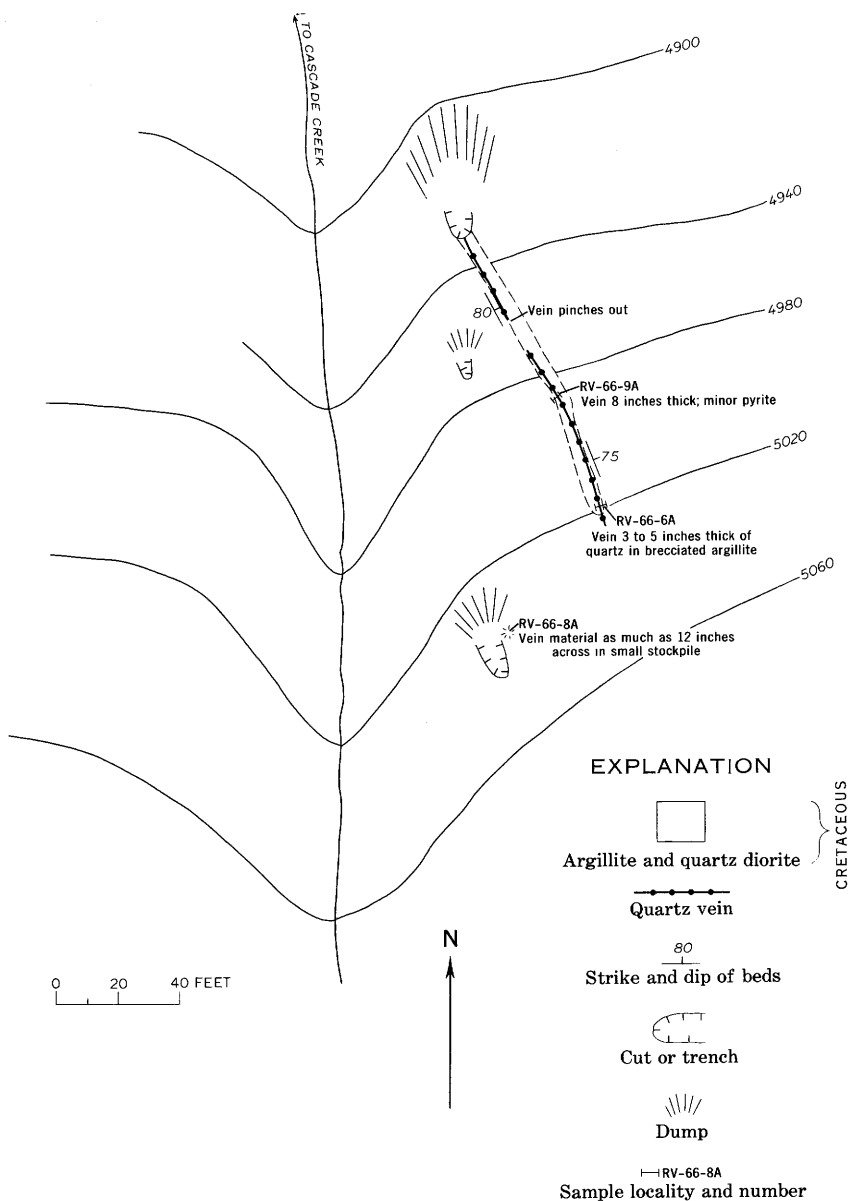 TO CASCADE CREEK
4900
4940
80
Vein pinches out
4980
RV-66-9A
Vein 8 inches thick; minor pyrite
75
5020
RV-66-6A
Vein 3 to 5 inches thick of
quartz in brecciated argillite
5060
RV-66-8A
Vein material as much as 12 inches
across in small stockpile
EXPLANATION
Argillite and quartz diorite
CRETACEOUS
Quartz vein
N
80
Strike and dip of beds
0 20 40 FEET
Cut or trench
Dump
RV-66-8A
Sample locality and number